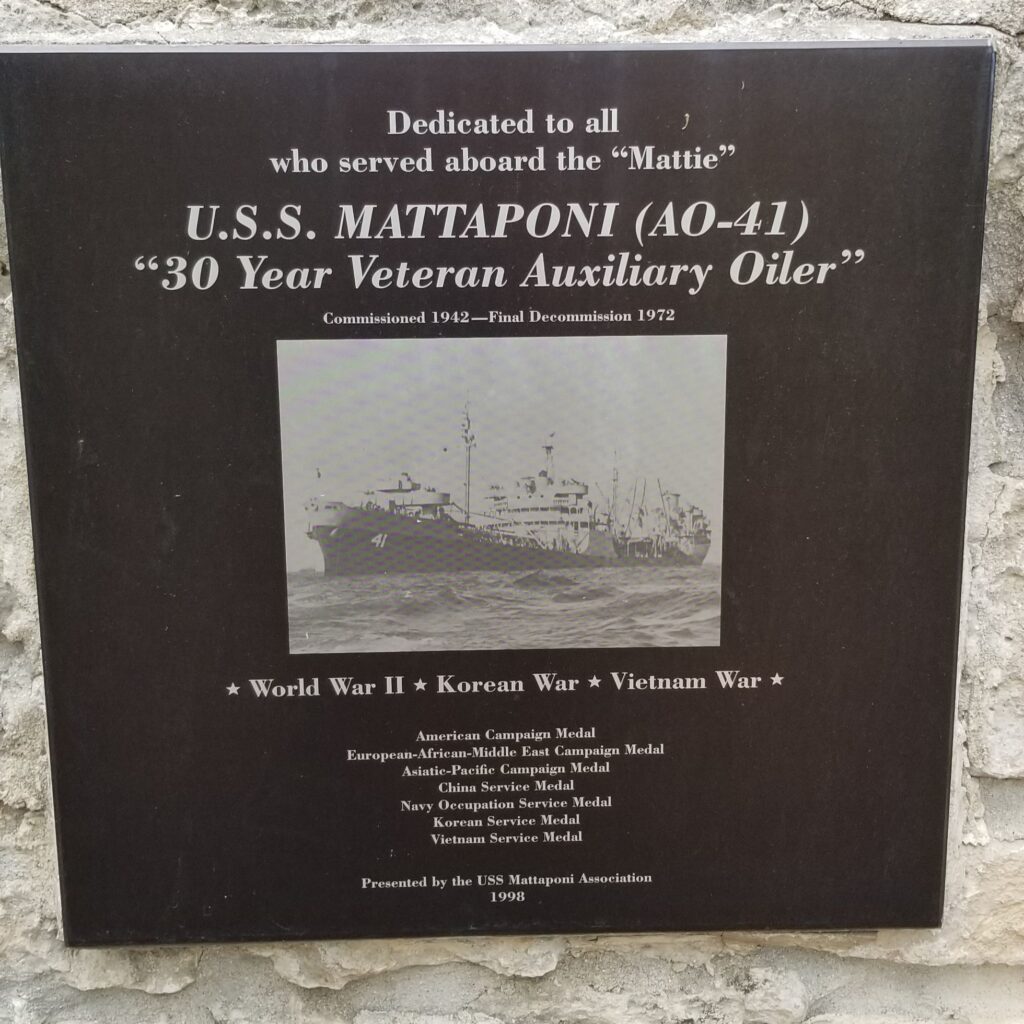 Dedicated to all
who served aboard the “Mattie”
U.S.S. MATTAPONI (AO-41)
“30 Year Veteran Auxiliary Oiler”
Commissioned 1942—Final Decommission 1972
41
★ World War II ★ Korean War ★ Vietnam War ★
American Campaign Medal
European-African-Middle East Campaign Medal
Asiatic-Pacific Campaign Medal
China Service Medal
Navy Occupation Service Medal
Korean Service Medal
Vietnam Service Medal
Presented by the USS Mattaponi Association
1998